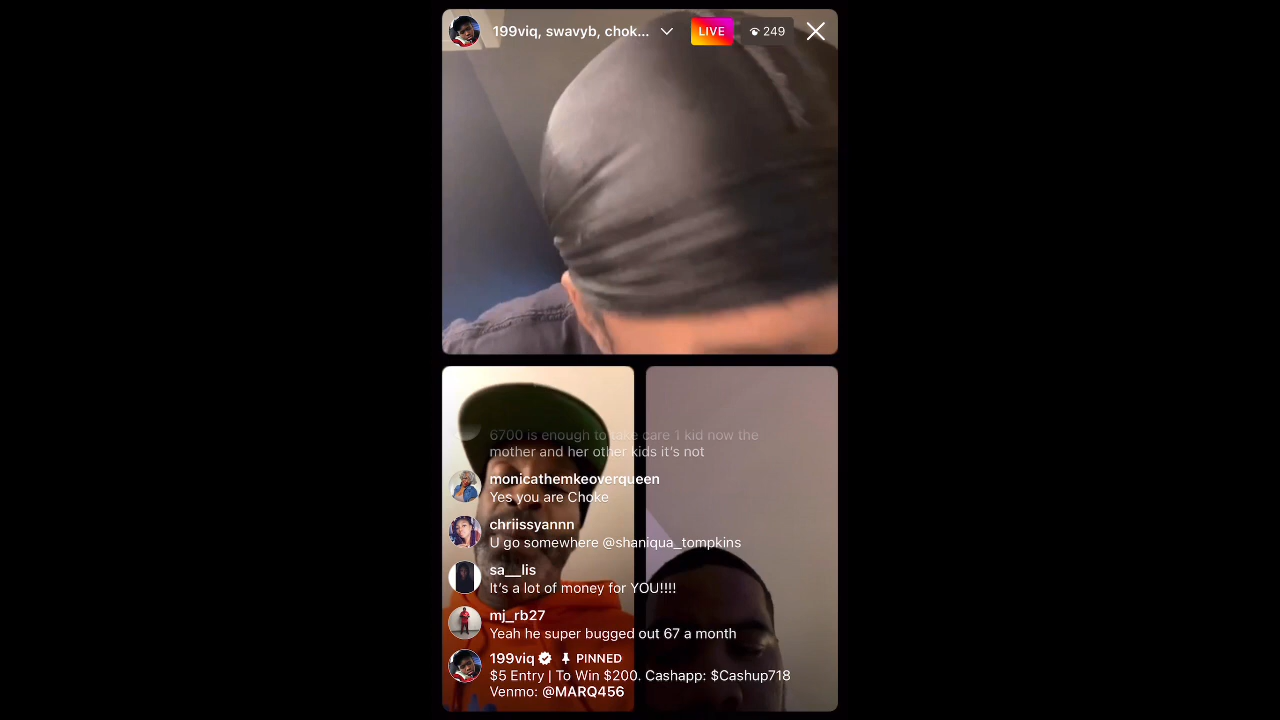 199viq, swavyb, chok...
LIVE
249
6700 is enough to take care 1 kid now the
mother and her other kids it's not
monicathemkeoverqueen
Yes you are Choke
chriissyannn
U go somewhere @shaniqua_tompkins
sa__lis
It's a lot of money for YOU!!!!
mj_rb27
Yeah he super bugged out 67 a month
199viq PINNED
$5 Entry | To Win $200. Cashapp: $Cashup718
Venmo: @MARQ456